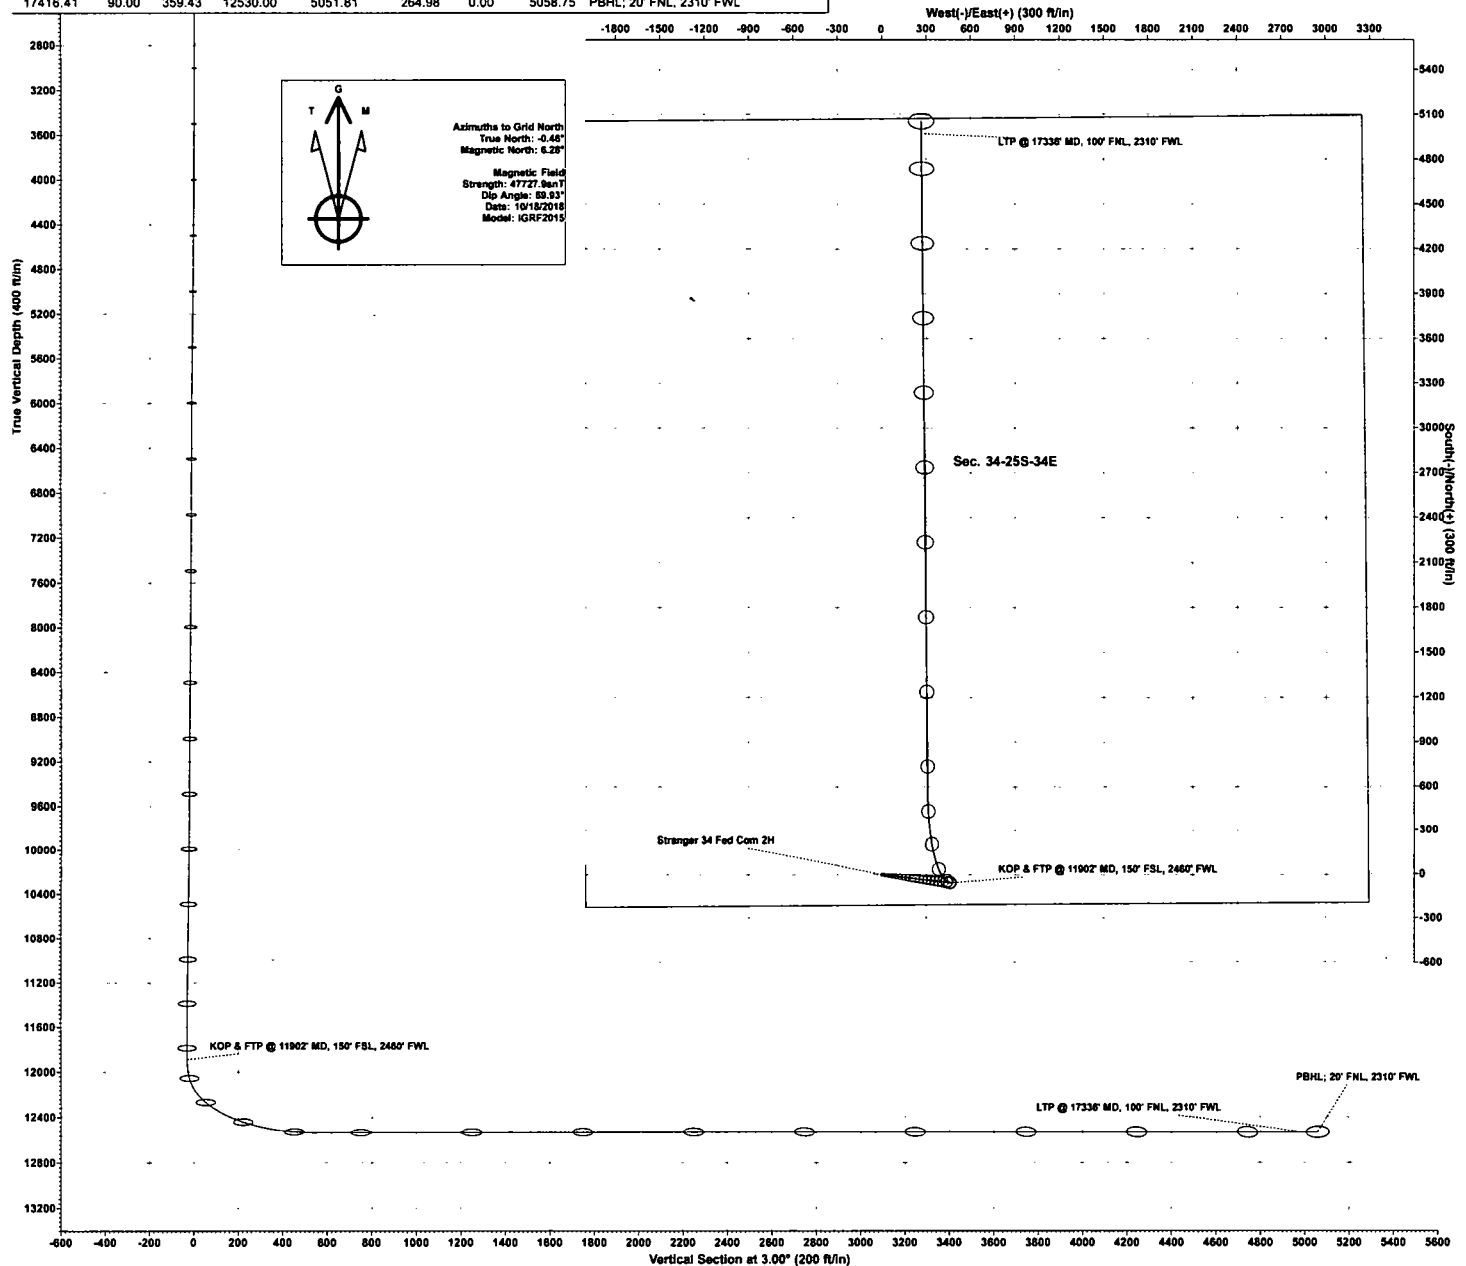 17416.41 90.00 359.43 12530.00 5051.81 264.98 0.00 5058.75 PBHL; 20' FNL, 2310' FWL
West(-)/East(+) (300 ft/in)
-1800 -1500 -1200 -900 -600 -300 0 300 600 900 1200 1500 1800 2100 2400 2700 3000 3300
G
T M
Azimuths to Grid North
True North: -0.46°
Magnetic North: 6.28°
Magnetic Field
Strength: 47727.9snT
Dip Angle: 59.93°
Date: 10/18/2018
Model: IGRF2015
True Vertical Depth (400 ft/in)
2800
3200
3600
4000
4400
4800
5200
5600
6000
6400
6800
7200
7600
8000
8400
8800
9200
9600
10000
10400
10800
11200
11600
12000
12400
12800
13200
LTP @ 17336' MD, 100' FNL, 2310' FWL
Sec. 34-25S-34E
Stranger 34 Fed Com 2H
KOP & FTP @ 11902' MD, 150' FSL, 2460' FWL
5400
5100
4800
4500
4200
3900
3600
3300
3000
2700
2400
2100
1800
1500
1200
900
600
300
0
-300
-600
South(-)/North(+) (300 ft/in)
KOP & FTP @ 11902' MD, 150' FSL, 2460' FWL
PBHL; 20' FNL, 2310' FWL
LTP @ 17336' MD, 100' FNL, 2310' FWL
-600 -400 -200 0 200 400 600 800 1000 1200 1400 1600 1800 2000 2200 2400 2600 2800 3000 3200 3400 3600 3800 4000 4200 4400 4600 4800 5000 5200 5400 5600
Vertical Section at 3.00° (200 ft/in)